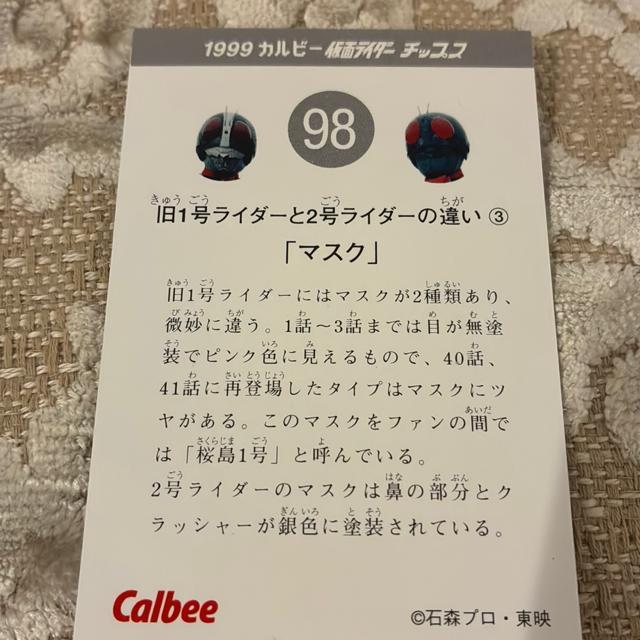 1999 カルビー 仮面ライダー チップス
98
旧1号ライダーと2号ライダーの違い ③
「マスク」
旧1号ライダーにはマスクが2種類あり、
微妙に違う。1話〜3話までは目が無塗
装でピンク色に見えるもので、40話、
41話に再登場したタイプはマスクにツ
ヤがある。このマスクをファンの間で
は「桜島1号」と呼んでいる。
2号ライダーのマスクは鼻の部分とク
ラッシャーが銀色に塗装されている。
Calbee
©石森プロ・東映